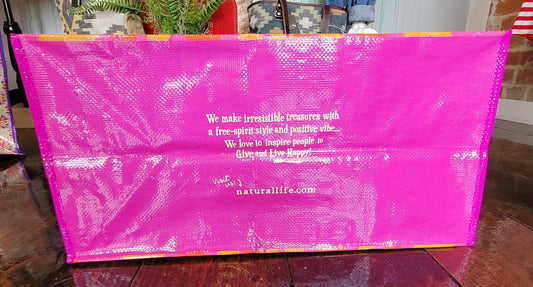 We make irresistible treasures with
a free-spirit style and positive vibe...
We love to inspire people to
Give and Live Happy!
visit us!
naturallife.com